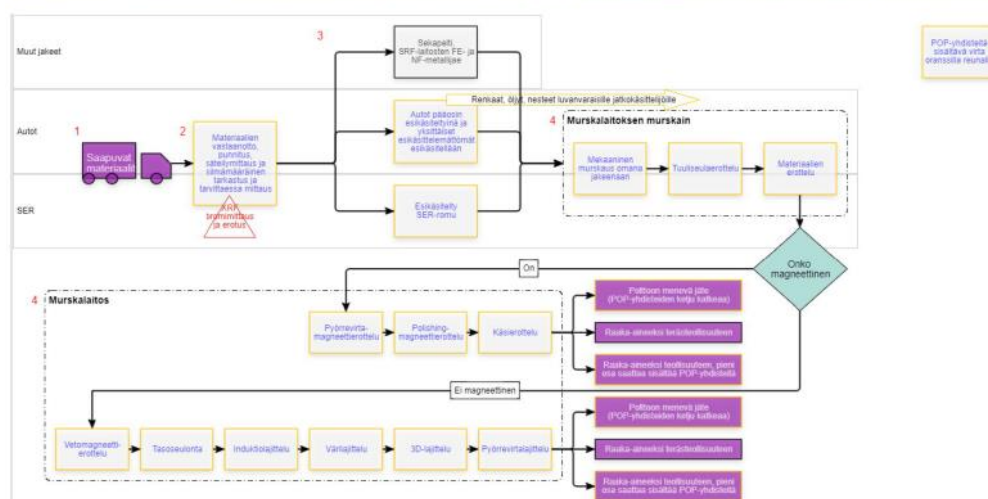 3
Muut jakeet
Sekapelti,
SRF-laitosten FE- ja
NF-metallijae
POP-yhdisteitä
sisältävä virta
oranssilla reunalla
Renkaat, öljyt, nesteet luvanvaraisille jatkokäsittelijöille
Autot
1
2
Saapuvat
materiaalit
Materiaalien
vastaanotto,
punnitus,
säteilymittaus ja
silmämääräinen
tarkastus ja
tarvittaessa mittaus
Autot pääosin
esikäsiteltyinä ja
yksittäiset
esikäsittelemättömät
esikäsitellään
4
Murskalaitoksen murskain
Mekaaninen
murskaus omana
jakeenaan
Tuuliseulaerottelu
Materiaalien
erottelu
SER
XRF
bromimittaus
ja erotus
Esikäsitelty
SER-romu
Onko
magneettinen
On
4
Murskalaitos
Pyörrevirta-
magneettierottelu
Polishing-
magneettierottelu
Käsierottelu
Polttoon menevä jäte
(POP-yhdisteiden ketju katkeaa)
Raaka-aineeksi terästeollisuuteen
Raaka-aineeksi teollisuuteen, pieni
osa saattaa sisältää POP-yhdisteitä
Ei magneettinen
Vetomagneetti-
erottelu
Tasoseulonta
Induktiolajittelu
Värilajittelu
3D-lajittelu
Pyörrevirtalajittelu
Polttoon menevä jäte
(POP-yhdisteiden ketju katkeaa)
Raaka-aineeksi terästeollisuuteen
Raaka-aineeksi teollisuuteen, pieni
osa saattaa sisältää POP-yhdisteitä